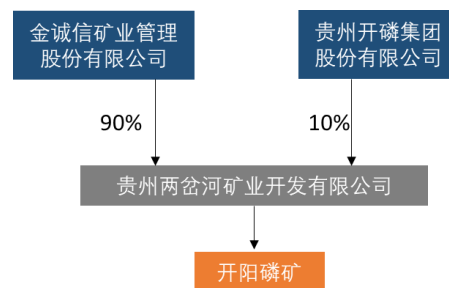 金诚信矿业管理
股份有限公司
贵州开磷集团
股份有限公司
90%
10%
贵州两岔河矿业开发有限公司
开阳磷矿